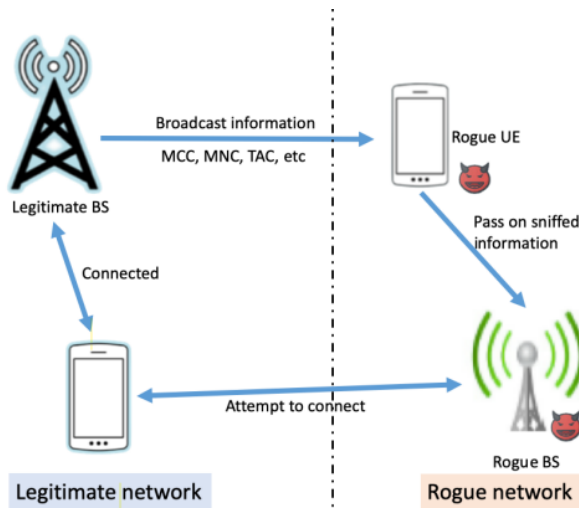 Broadcast information
MCC, MNC, TAC, etc
Rogue UE
Legitimate BS
Pass on sniffed
information
Connected
Attempt to connect
Rogue BS
Legitimate network
Rogue network